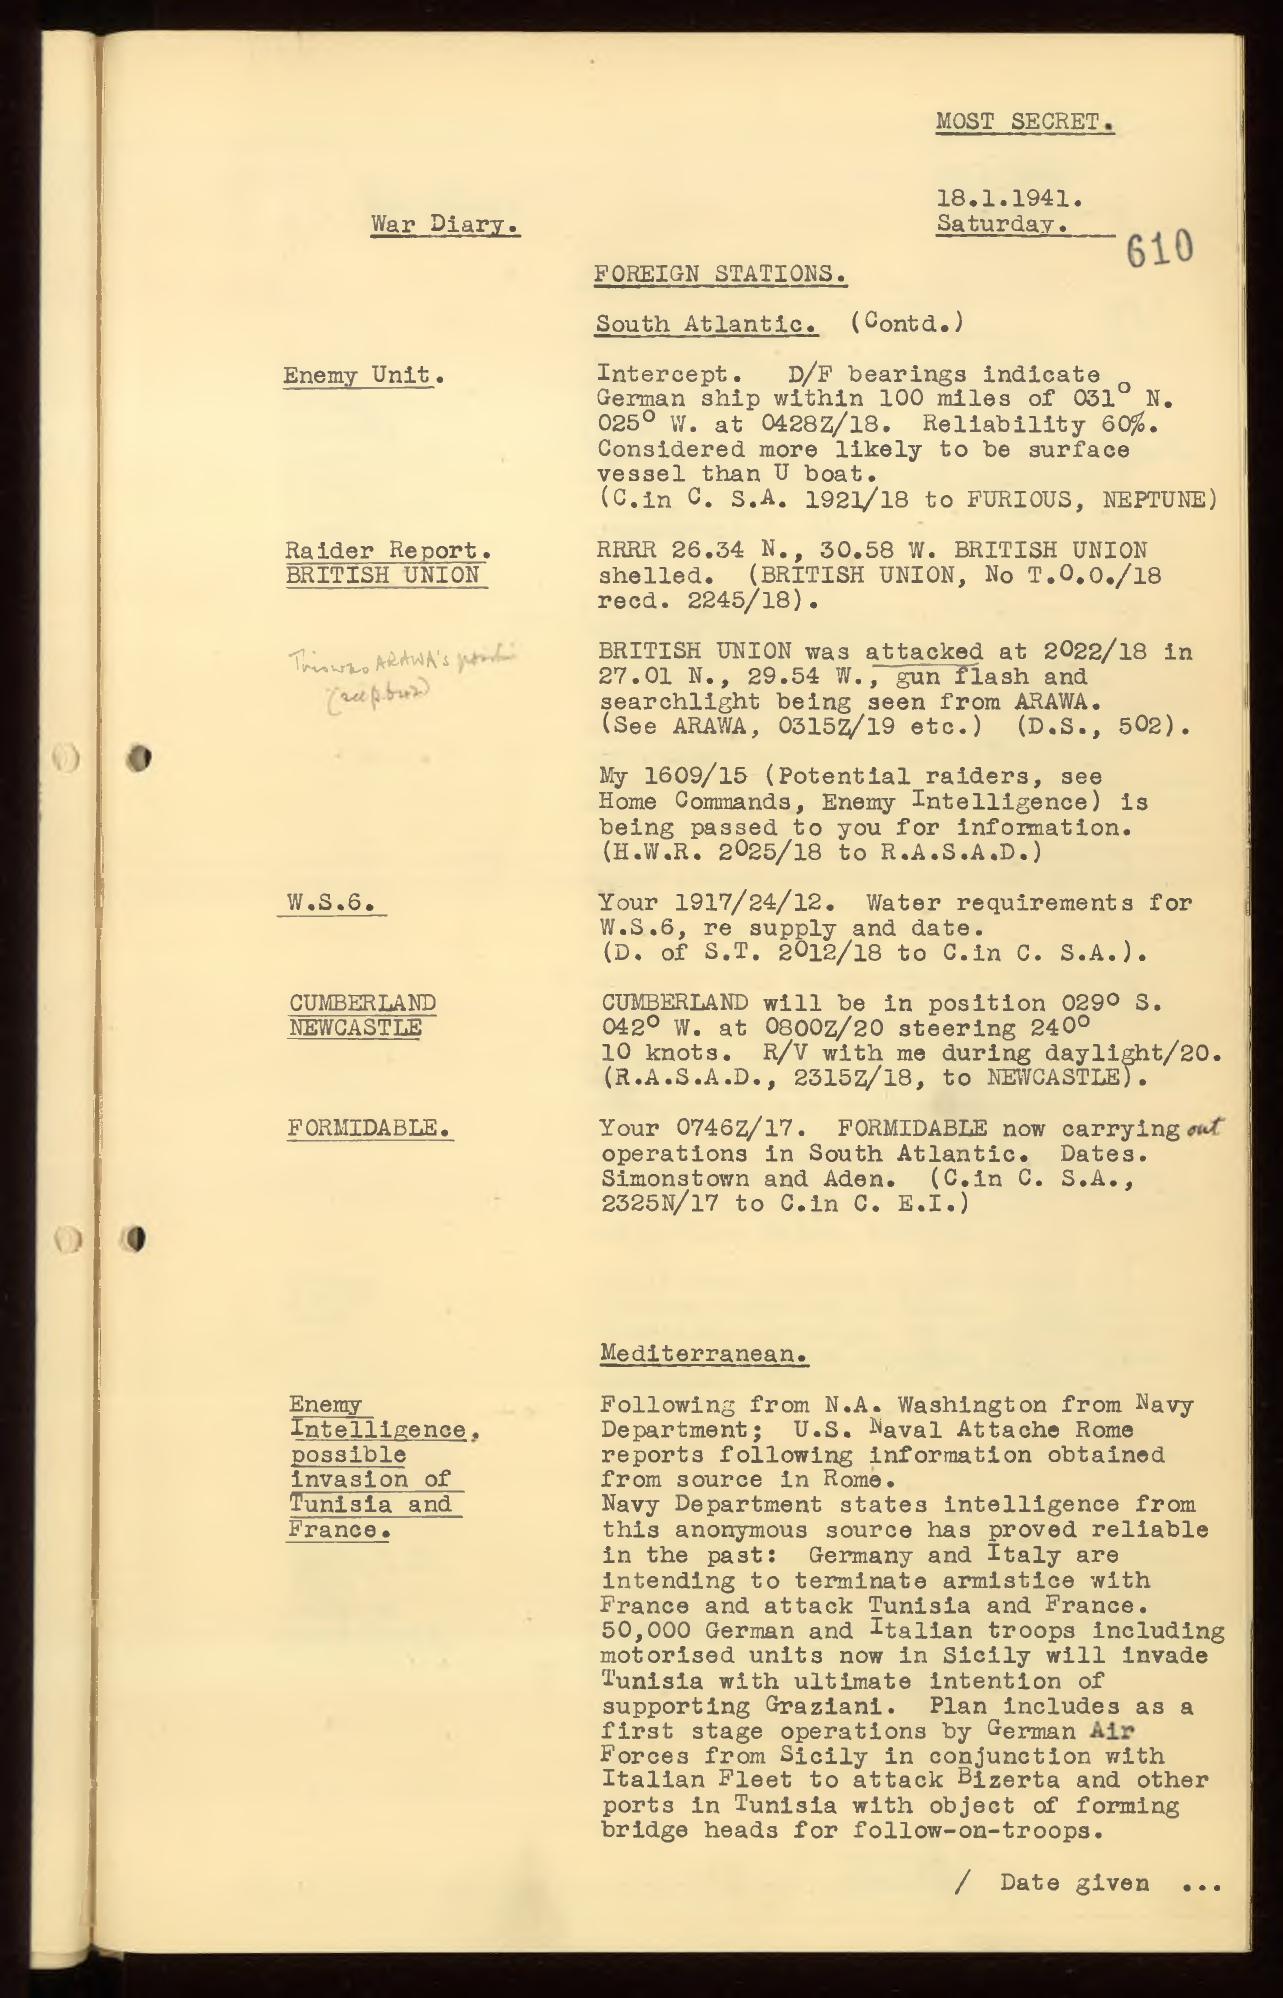 MOST SECRET.
18.1.1941.
War Diary.
Saturday.
610
FOREIGN STATIONS.
South Atlantic. (Contd.)
Enemy Unit.
Intercept. D/F bearings indicate
German ship within 100 miles of 031° N.
025° W. at 0428Z/18. Reliability 60%.
Considered more likely to be surface
vessel than U boat.
(C.in C. S.A. 1921/18 to FURIOUS, NEPTUNE)
Raider Report.
BRITISH UNION
RRRR 26.34 N., 30.58 W. BRITISH UNION
shelled. (BRITISH UNION, No T.O.O./18
recd. 2245/18).
This was ARAWA's
BRITISH UNION was attacked at 2022/18 in
27.01 N., 29.54 W., gun flash and
searchlight being seen from ARAWA.
(See ARAWA, 0315Z/19 etc.) (D.S., 502).
My 1609/15 (Potential raiders, see
Home Commands, Enemy Intelligence) is
being passed to you for information.
(H.W.R. 2025/18 to R.A.S.A.D.)
W.S.6.
Your 1917/24/12. Water requirements for
W.S.6, re supply and date.
(D. of S.T. 2012/18 to C.in C. S.A.).
CUMBERLAND
NEWCASTLE
CUMBERLAND will be in position 029° S.
042° W. at 0800Z/20 steering 240°
10 knots. R/V with me during daylight/20.
(R.A.S.A.D., 2315Z/18, to NEWCASTLE).
FORMIDABLE.
Your 0746Z/17. FORMIDABLE now carrying out
operations in South Atlantic. Dates.
Simonstown and Aden. (C.in C. S.A.,
2325N/17 to C.in C. E.I.)
Mediterranean.
Enemy
Intelligence,
possible
invasion of
Tunisia and
France.
Following from N.A. Washington from Navy
Department; U.S. Naval Attache Rome
reports following information obtained
from source in Rome.
Navy Department states intelligence from
this anonymous source has proved reliable
in the past: Germany and Italy are
intending to terminate armistice with
France and attack Tunisia and France.
50,000 German and Italian troops including
motorised units now in Sicily will invade
Tunisia with ultimate intention of
supporting Graziani. Plan includes as a
first stage operations by German Air
Forces from Sicily in conjunction with
Italian Fleet to attack Bizerta and other
ports in Tunisia with object of forming
bridge heads for follow-on-troops.
/ Date given ...